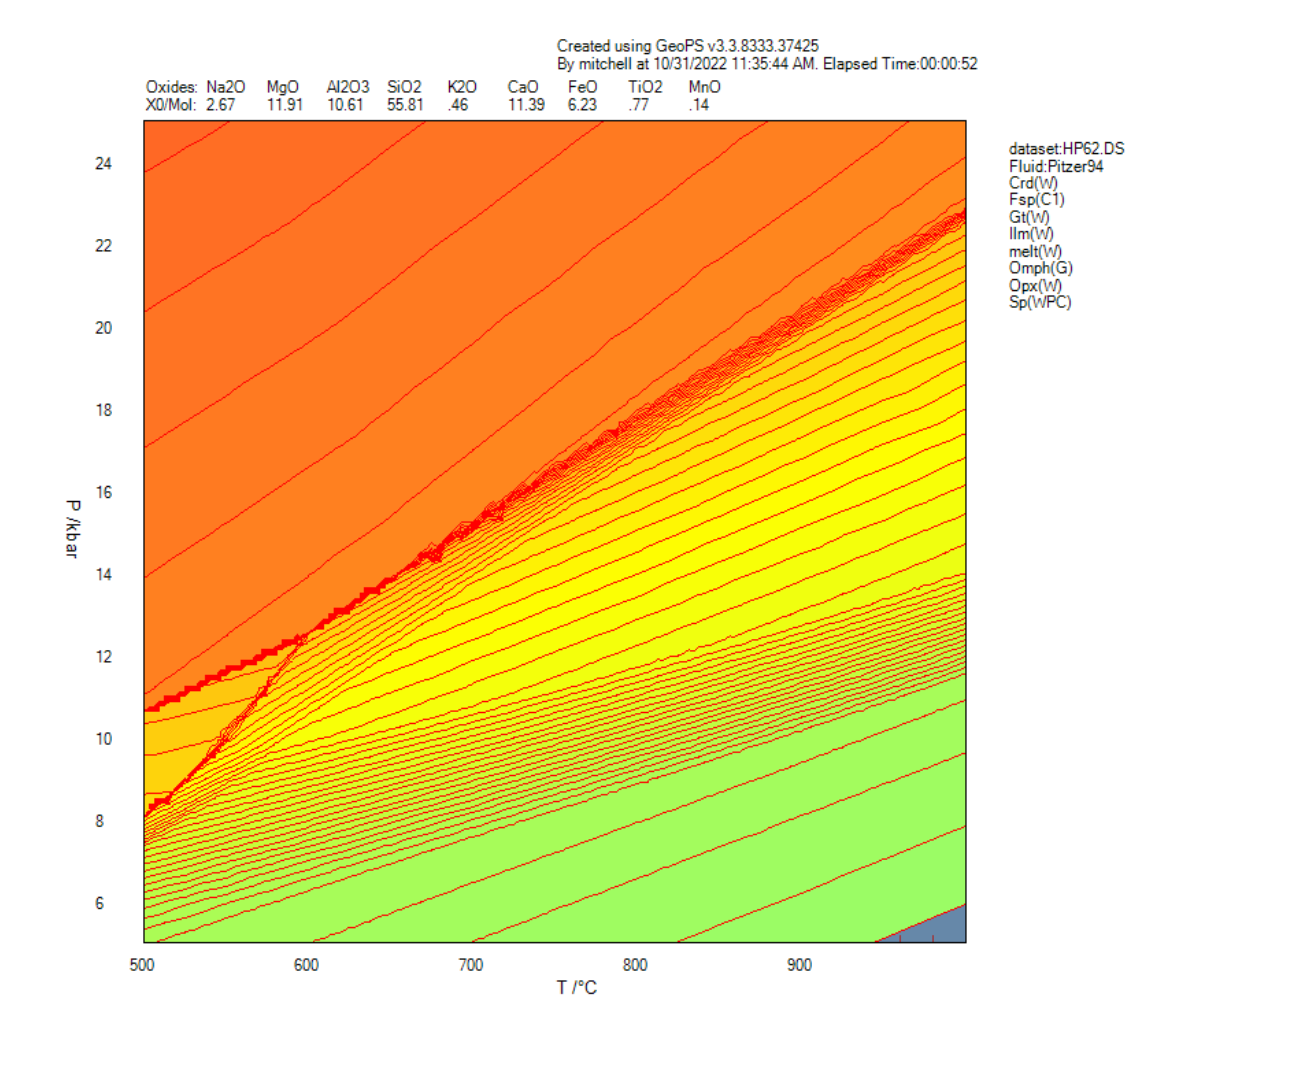 Created using GeoPS v3.3.8333.37425
By mitchell at 10/31/2022 11:35:44 AM. Elapsed Time:00:00:52
Oxides: Na2O MgO Al2O3 SiO2 K2O CaO FeO TiO2 MnO
X0/Mol: 2.67 11.91 10.61 55.81 .46 11.39 6.23 .77 .14
dataset:HP62.DS
Fluid:Pitzer94
Crd(W)
Fsp(C1)
Gt(W)
Ilm(W)
melt(W)
Omph(G)
Opx(W)
Sp(WPC)
24
22
20
18
16
14
12
10
8
6
P /kbar
500 600 700 800 900
T /°C